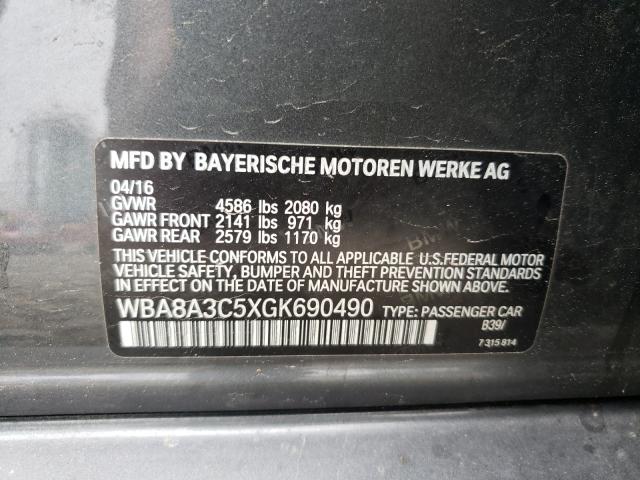 MFD BY BAYERISCHE MOTOREN WERKE AG
04/16
GVWR 4586 lbs 2080 kg
GAWR FRONT 2141 lbs 971 kg
GAWR REAR 2579 lbs 1170 kg
THIS VEHICLE CONFORMS TO ALL APPLICABLE U.S.FEDERAL MOTOR
VEHICLE SAFETY, BUMPER AND THEFT PREVENTION STANDARDS IN
EFFECT ON THE DATE OF MANUFACTURE SHOWN ABOVE.
WBA8A3C5XGK690490 TYPE: PASSENGER CAR
B39/
7 315 814